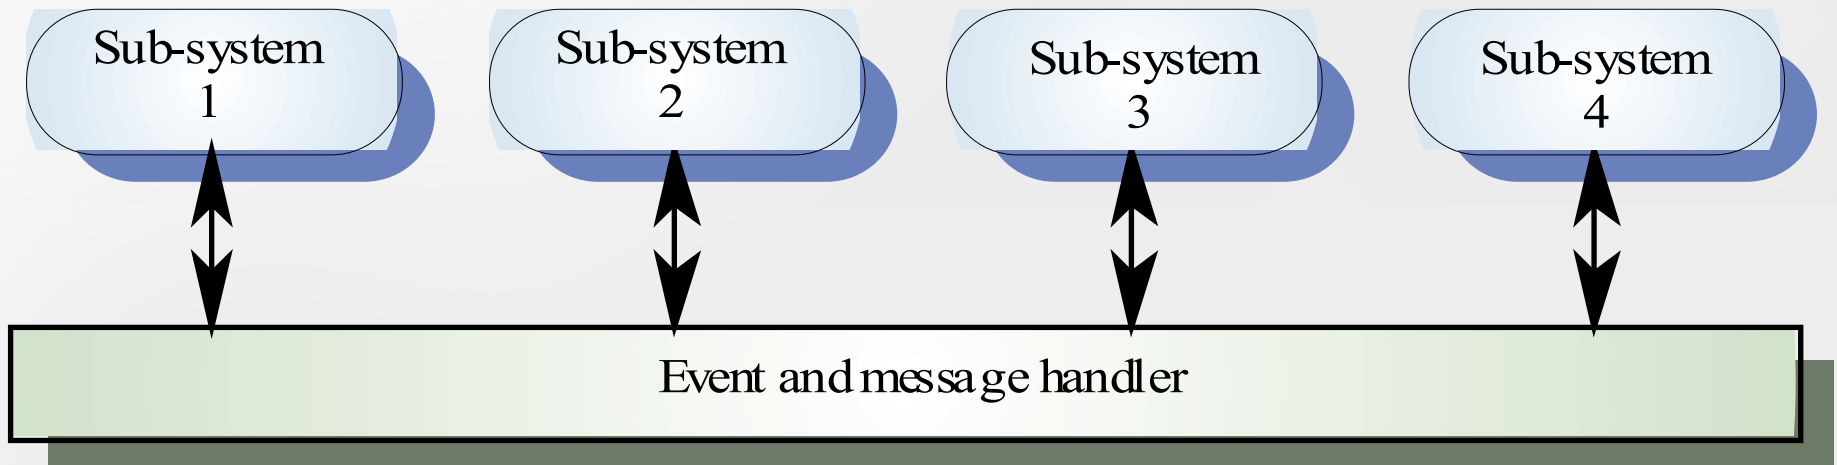 Sub-system
1
Sub-system
2
Sub-system
3
Sub-system
4
Event and message handler